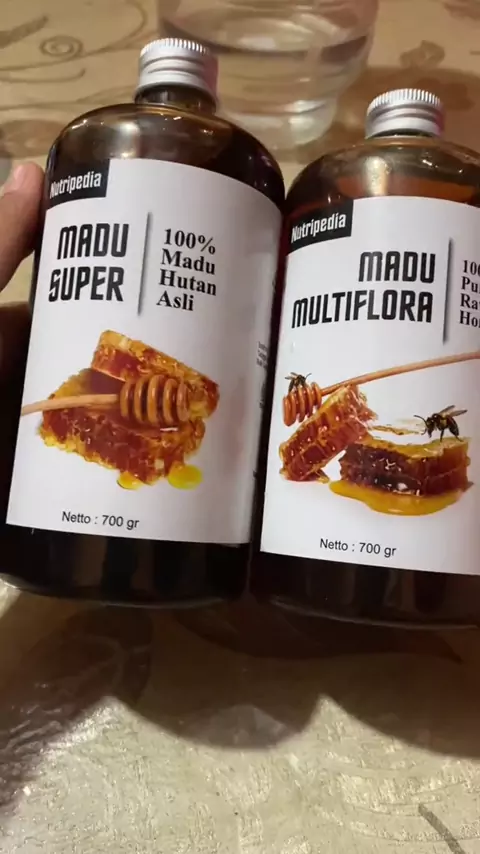 Nutripedia
MADU
SUPER
100%
Madu
Hutan
Asli
Netto : 700 gr
Nutripedia
MADU
MULTIFLORA
Netto : 700 gr